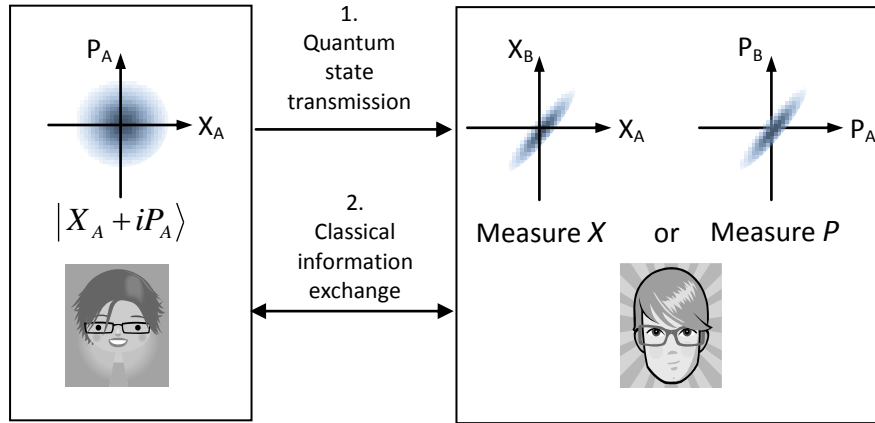 P_A
X_A
|X_A + iP_A⟩
1.
Quantum
state
transmission
2.
Classical
information
exchange
X_B
X_A
P_B
P_A
Measure X or Measure P